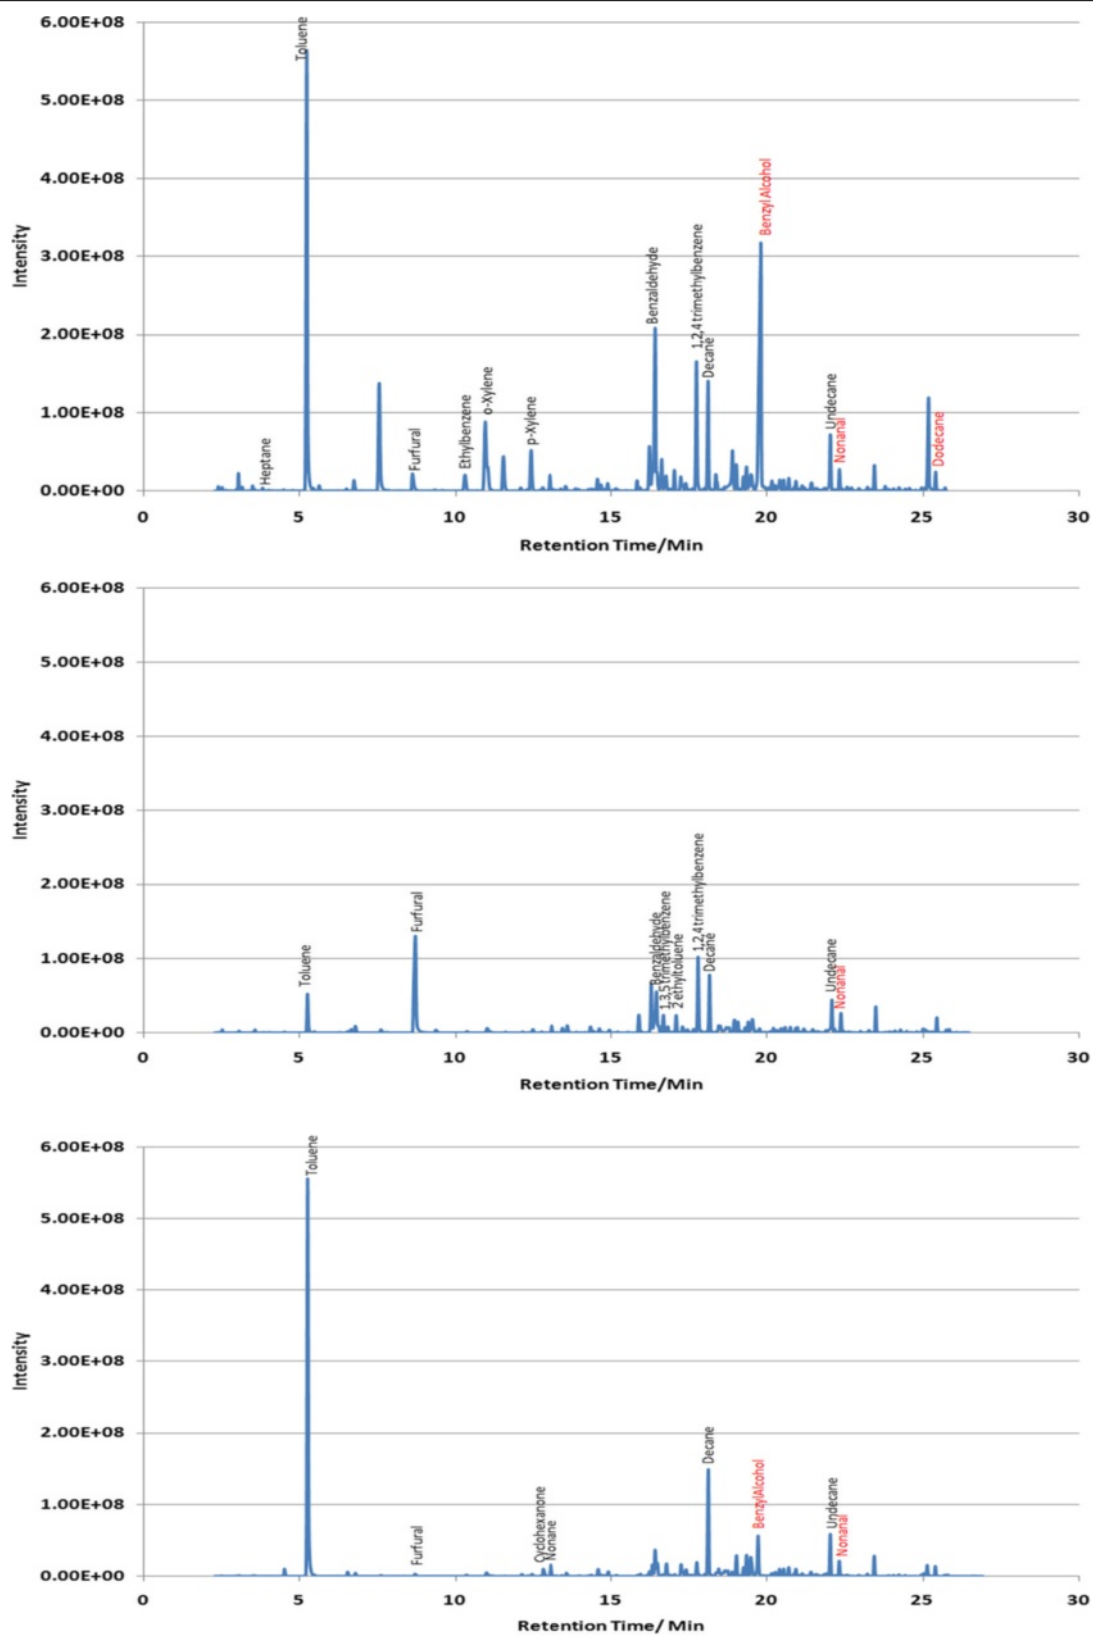 6.00E+08
5.00E+08
4.00E+08
3.00E+08
2.00E+08
1.00E+08
0.00E+00
Intensity
Heptane
Toluene
Furfural
Ethylbenzene
o-Xylene
p-Xylene
Benzaldehyde
1,2,4 trimethylbenzene
Decane
Benzyl Alcohol
Undecane
Nonanal
Dodecane
0 5 10 15 20 25 30
Retention Time/Min
6.00E+08
5.00E+08
4.00E+08
3.00E+08
2.00E+08
1.00E+08
0.00E+00
Intensity
Toluene
Furfural
Benzaldehyde
1,3,5 trimethylbenzene
2 ethyltoluene
1,2,4 trimethylbenzene
Decane
Undecane
Nonanal
0 5 10 15 20 25 30
Retention Time/Min
6.00E+08
5.00E+08
4.00E+08
3.00E+08
2.00E+08
1.00E+08
0.00E+00
Intensity
Toluene
Furfural
Cyclohexanone
Nonane
Decane
BenzylAlcohol
Undecane
Nonanal
0 5 10 15 20 25 30
Retention Time/ Min